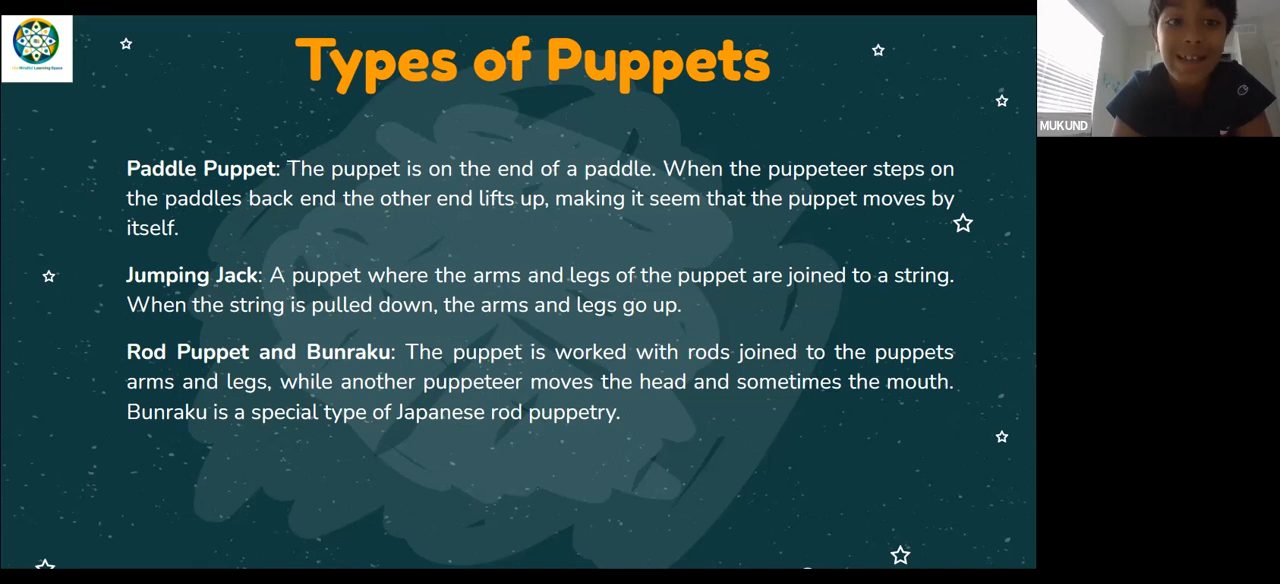 Types of Puppets
MUKUND
Paddle Puppet: The puppet is on the end of a paddle. When the puppeteer steps on
the paddles back end the other end lifts up, making it seem that the puppet moves by
itself.
Jumping Jack: A puppet where the arms and legs of the puppet are joined to a string.
When the string is pulled down, the arms and legs go up.
Rod Puppet and Bunraku: The puppet is worked with rods joined to the puppets
arms and legs, while another puppeteer moves the head and sometimes the mouth.
Bunraku is a special type of Japanese rod puppetry.